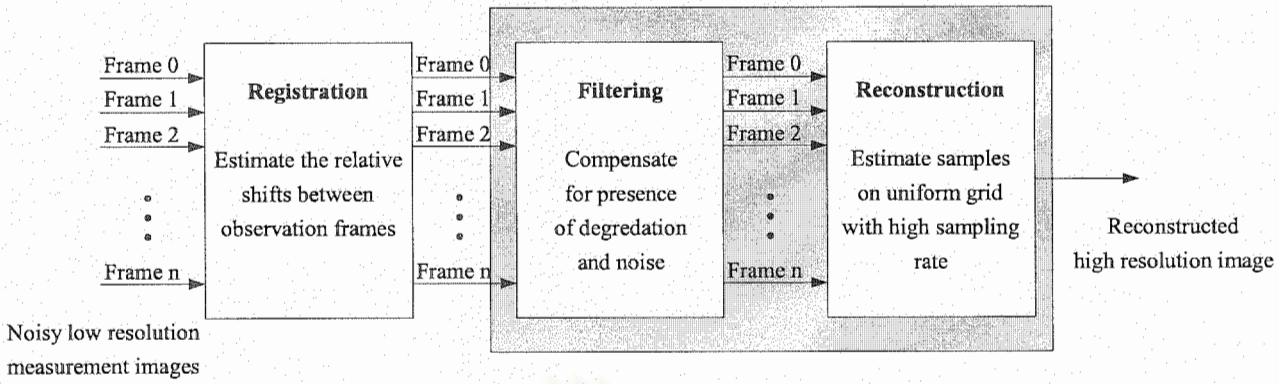 Frame 0
Frame 1
Frame 2
Frame n
Noisy low resolution
measurement images
Registration
Estimate the relative
shifts between
observation frames
Frame 0
Frame 1
Frame 2
Frame n
Filtering
Compensate
for presence
of degredation
and noise
Frame 0
Frame 1
Frame 2
Frame n
Reconstruction
Estimate samples
on uniform grid
with high sampling
rate
Reconstructed
high resolution image